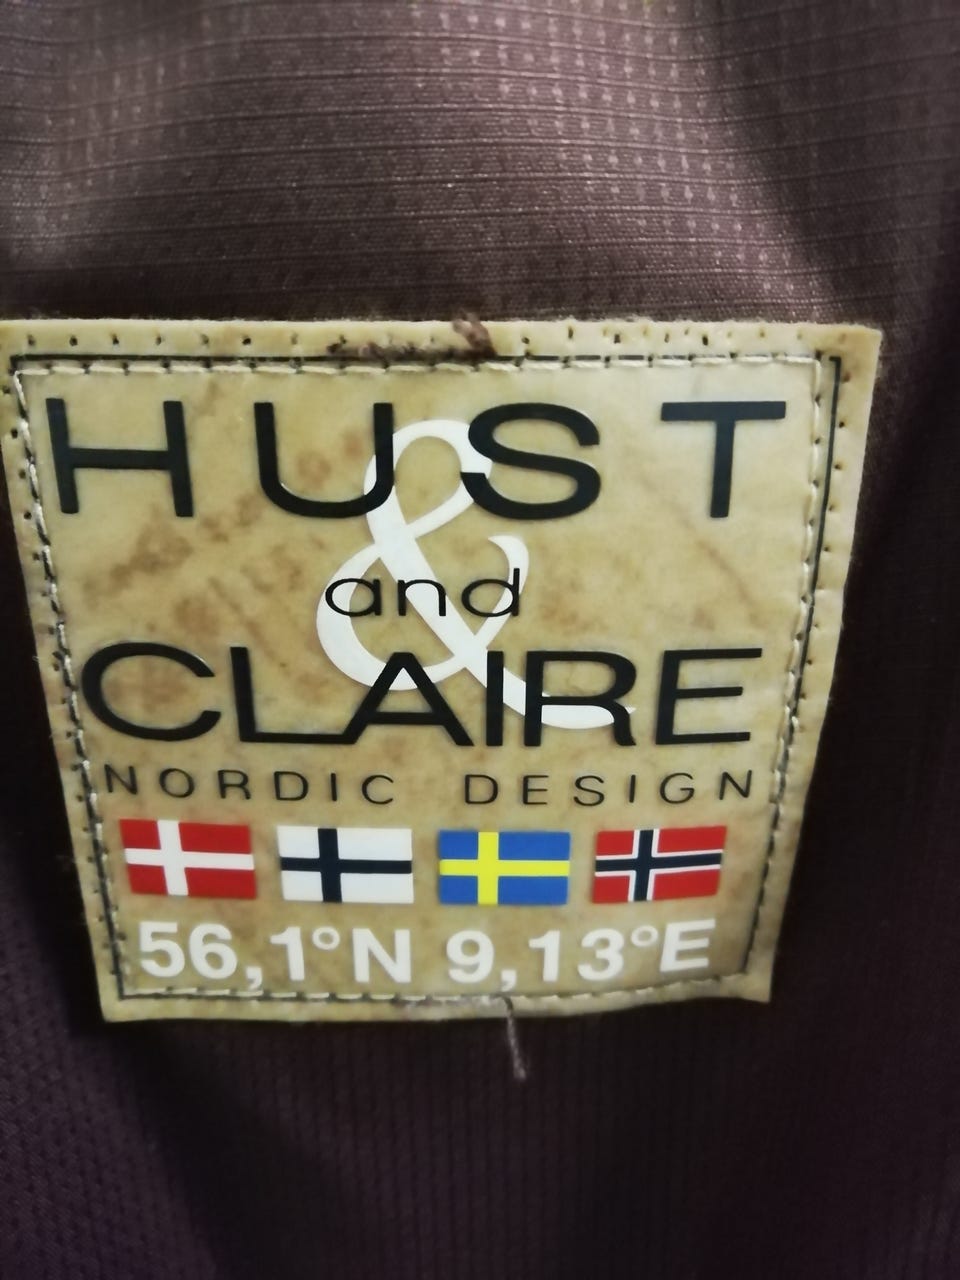 HUST
&
and
CLAIRE
NORDIC DESIGN
56,1°N 9,13°E